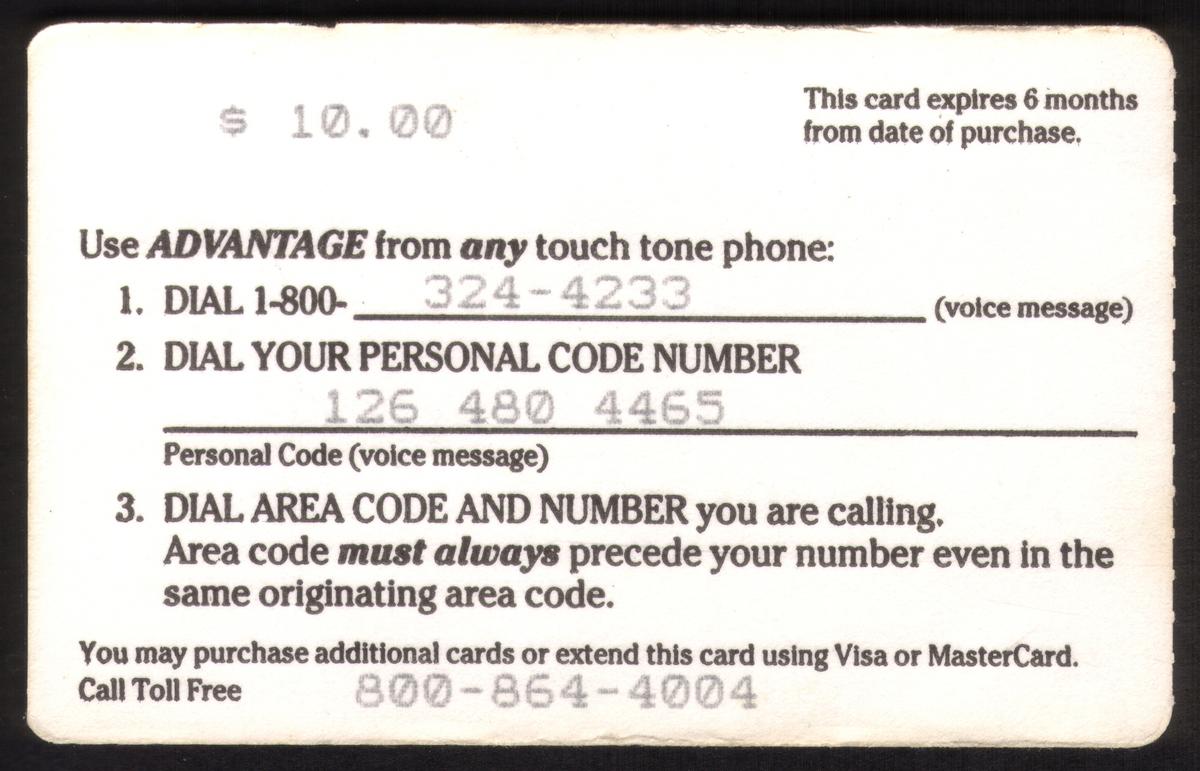 $ 10.00
This card expires 6 months
from date of purchase.
Use ADVANTAGE from any touch tone phone:
1. DIAL 1-800- 324-4233 (voice message)
2. DIAL YOUR PERSONAL CODE NUMBER
126 480 4465
Personal Code (voice message)
3. DIAL AREA CODE AND NUMBER you are calling.
Area code must always precede your number even in the
same originating area code.
You may purchase additional cards or extend this card using Visa or MasterCard.
Call Toll Free 800-864-4004